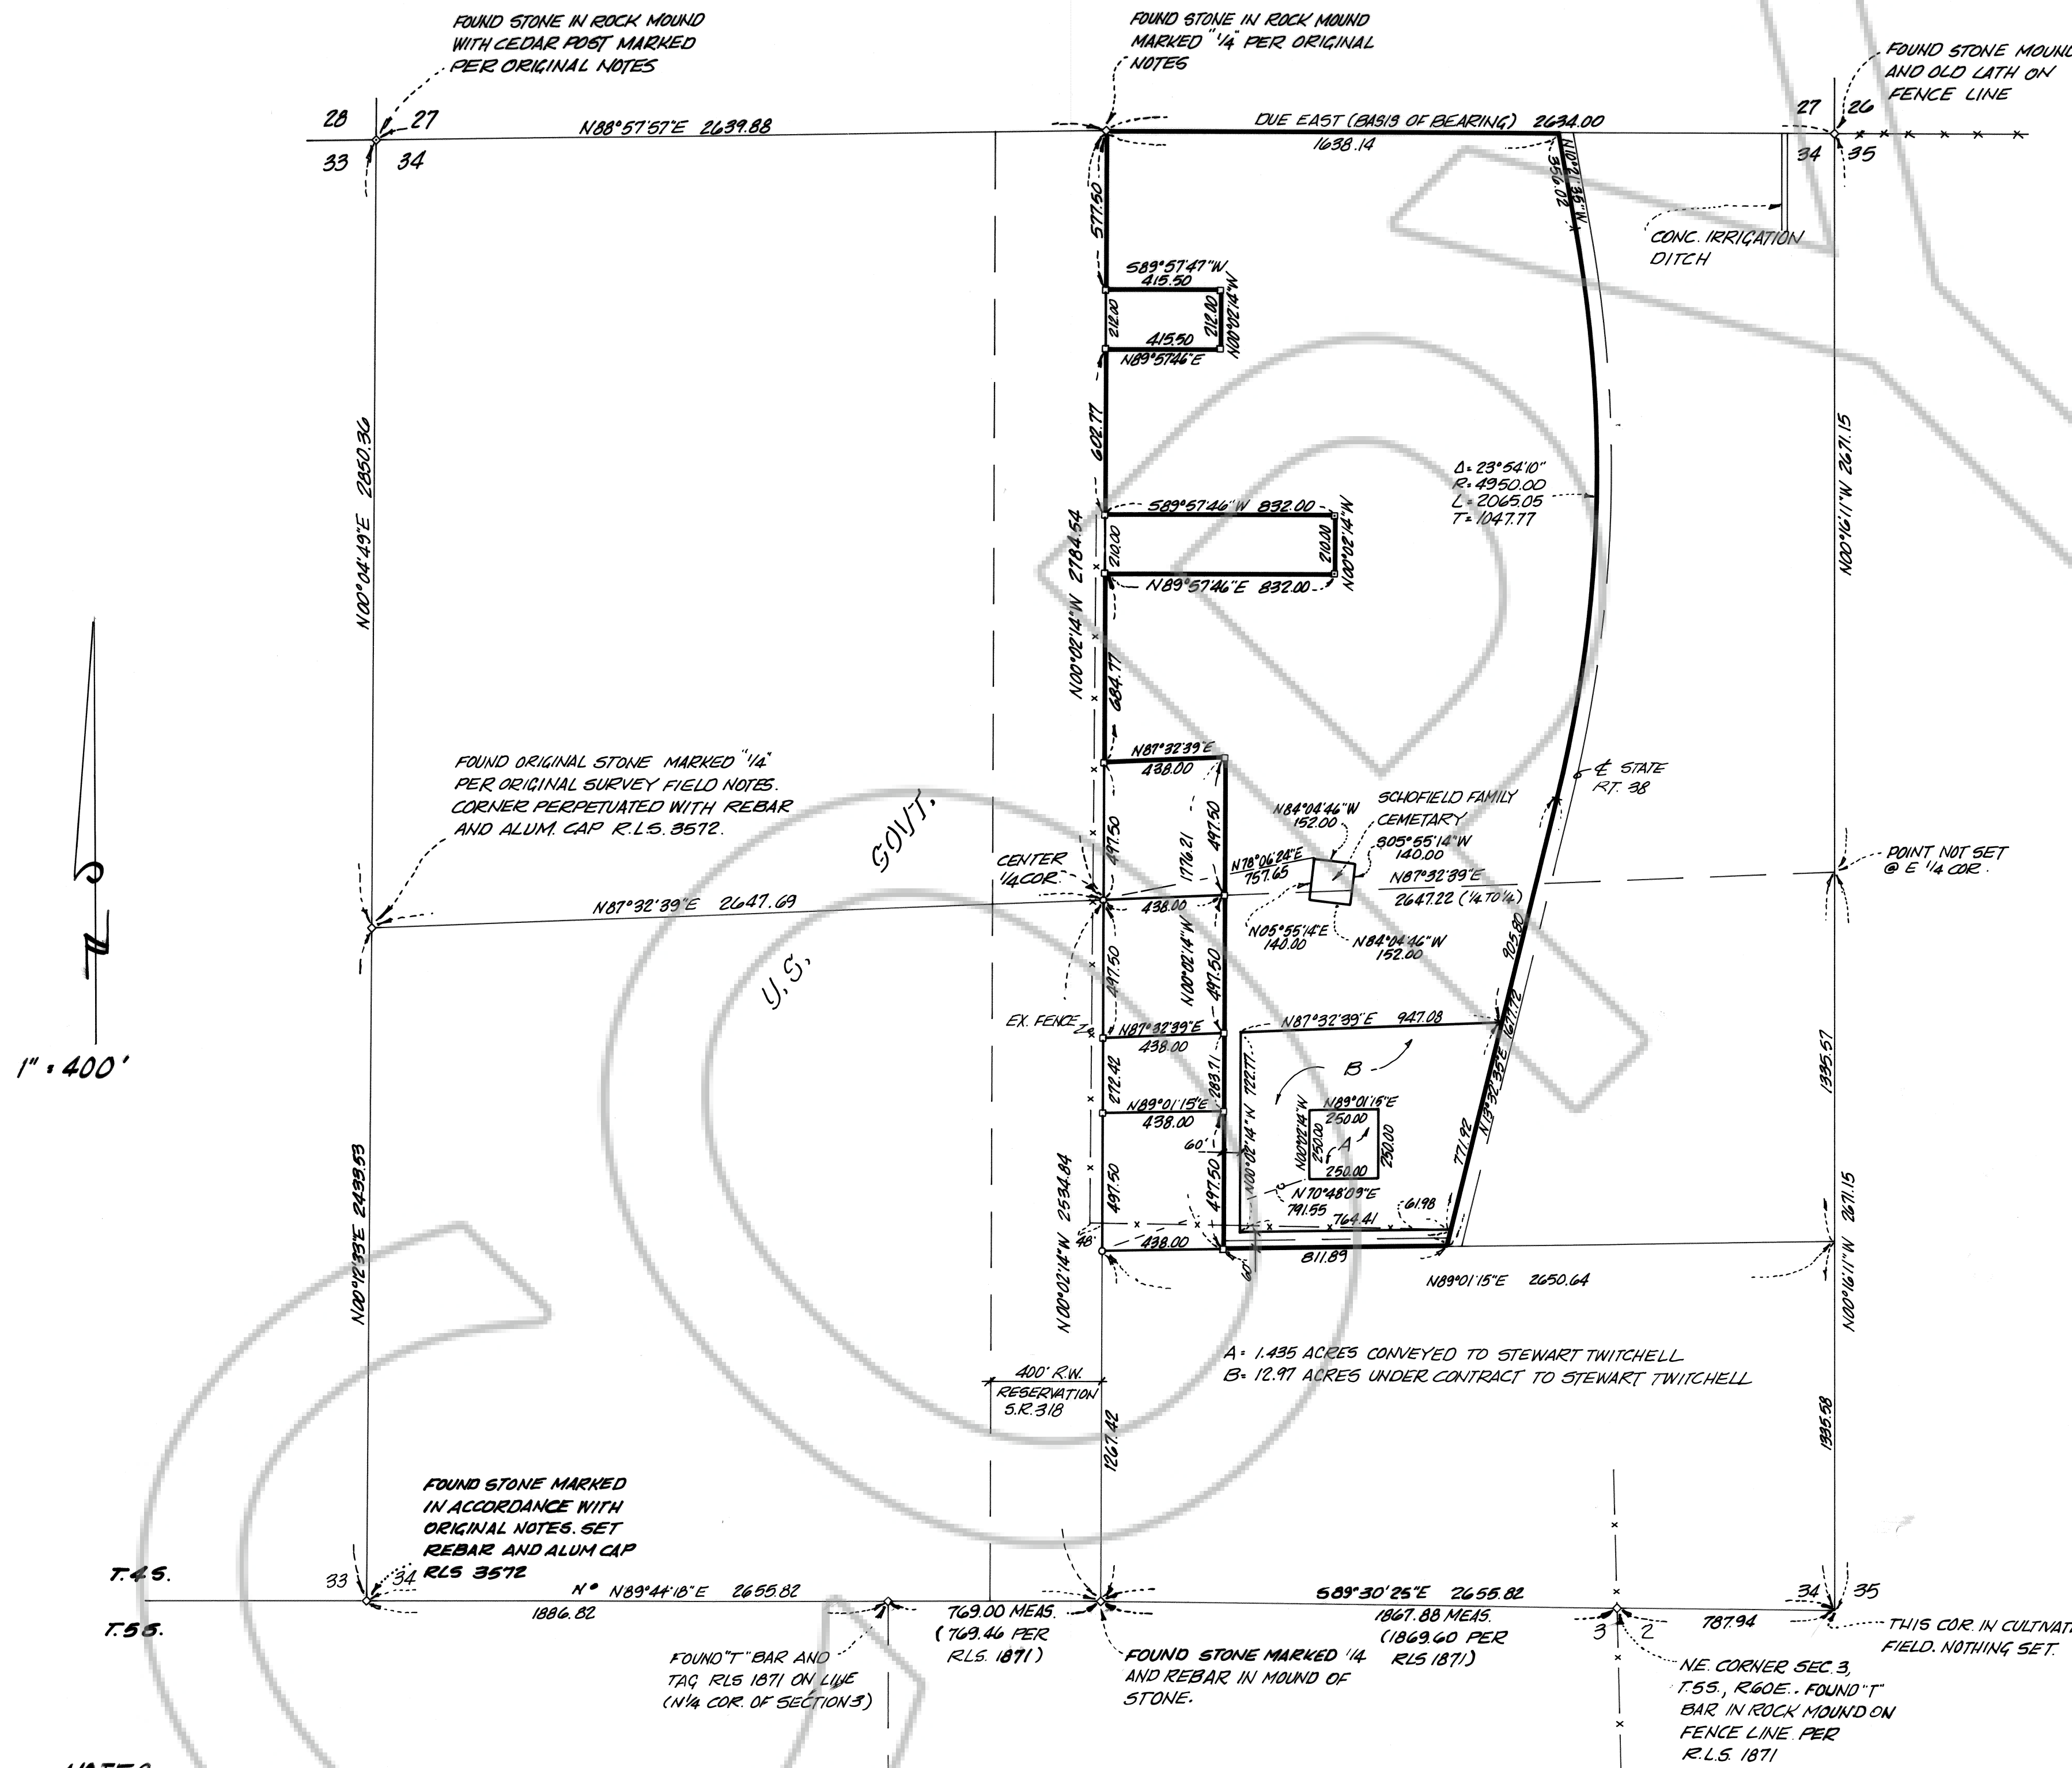 FOUND STONE IN ROCK MOUND
WITH CEDAR POST MARKED
PER ORIGINAL NOTES
FOUND STONE IN ROCK MOUND
MARKED "1/4" PER ORIGINAL
NOTES
FOUND STONE MOUND
AND OLD LATH ON
FENCE LINE
28 27
33 34
N88°57'57"E 2639.88
DUE EAST (BASIS OF BEARING) 2634.00
1638.14
27 26
34 35
N10°21'35"W
356.02
CONC. IRRIGATION
DITCH
577.50
S89°57'47"W
415.50
212.00
212.00
N00°02'14"W
415.50
N89°57'46"E
602.77
N00°04'49"E 2850.36
N00°16'11"W 2671.15
Δ= 23°54'10"
R= 4950.00
L= 2065.05
T= 1047.77
S89°57'46"W 832.00
210.00
210.00
N00°02'14"W
N89°57'46"E 832.00
N00°02'14"W 2784.54
684.77
1" = 400'
FOUND ORIGINAL STONE MARKED "1/4"
PER ORIGINAL SURVEY FIELD NOTES.
CORNER PERPETUATED WITH REBAR
AND ALUM. CAP R.L.S. 3572.
N87°32'39"E
438.00
497.50
1776.21
497.50
℄ STATE
RT. 38
SCHOFIELD FAMILY
CEMETARY
N84°04'46"W
152.00
S05°55'14"W
140.00
N78°06'24"E
757.65
N87°32'39"E
2647.22 (1/4 TO 1/4)
N05°55'14"E
140.00
N84°04'46"W
152.00
POINT NOT SET
@ E 1/4 COR.
CENTER
1/4 COR.
N87°32'39"E 2647.69
438.00
U.S. GOVT.
497.50
N00°02'14"W
497.50
905.80
EX. FENCE
N87°32'39"E
438.00
N87°32'39"E 947.08
N13°32'35"E 1677.72
272.42
283.71
N89°01'15"E
438.00
N00°02'14"W 722.77
B
N89°01'15"E
250.00
N00°02'14"W
250.00
A
250.00
250.00
771.92
1335.57
60'
497.50
497.50
N70°48'09"E
791.55
61.98
764.41
48'
438.00
60'
811.89
N89°01'15"E 2650.64
N00°12'33"E 2433.53
N00°02'14"W 2534.84
N00°16'11"W 2671.15
A= 1.435 ACRES CONVEYED TO STEWART TWITCHELL
B= 12.97 ACRES UNDER CONTRACT TO STEWART TWITCHELL
400' R.W.
RESERVATION
S.R. 318
1267.42
1335.58
FOUND STONE MARKED
IN ACCORDANCE WITH
ORIGINAL NOTES. SET
REBAR AND ALUM CAP
RLS 3572
T.4S.
T.5S.
33 34
N° N89°44'18"E 2655.82
1886.82
769.00 MEAS.
(769.46 PER
RLS. 1871)
S89°30'25"E 2655.82
1867.88 MEAS.
(1869.60 PER
RLS 1871)
3 2
787.94
34 35
FOUND "T" BAR AND
TAG RLS 1871 ON LINE
(N 1/4 COR. OF SECTION 3)
FOUND STONE MARKED 1/4
AND REBAR IN MOUND OF
STONE.
THIS COR. IN CULTIVAT
FIELD. NOTHING SET.
N.E. CORNER SEC. 3,
T.5S., R60E.. FOUND "T"
BAR IN ROCK MOUND ON
FENCE LINE PER
R.L.S. 1871